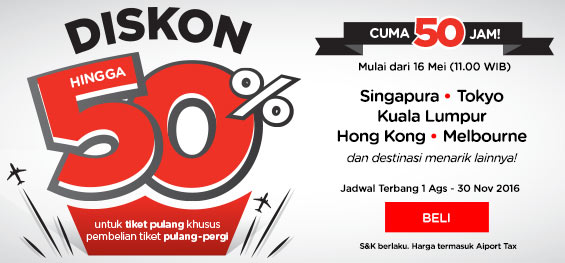 DISKON
HINGGA
50%
untuk tiket pulang khusus
pembelian tiket pulang-pergi
CUMA 50 JAM!
Mulai dari 16 Mei (11.00 WIB)
Singapura • Tokyo
Kuala Lumpur
Hong Kong • Melbourne
dan destinasi menarik lainnya!
Jadwal Terbang 1 Ags - 30 Nov 2016
BELI
S&K berlaku. Harga termasuk Aiport Tax